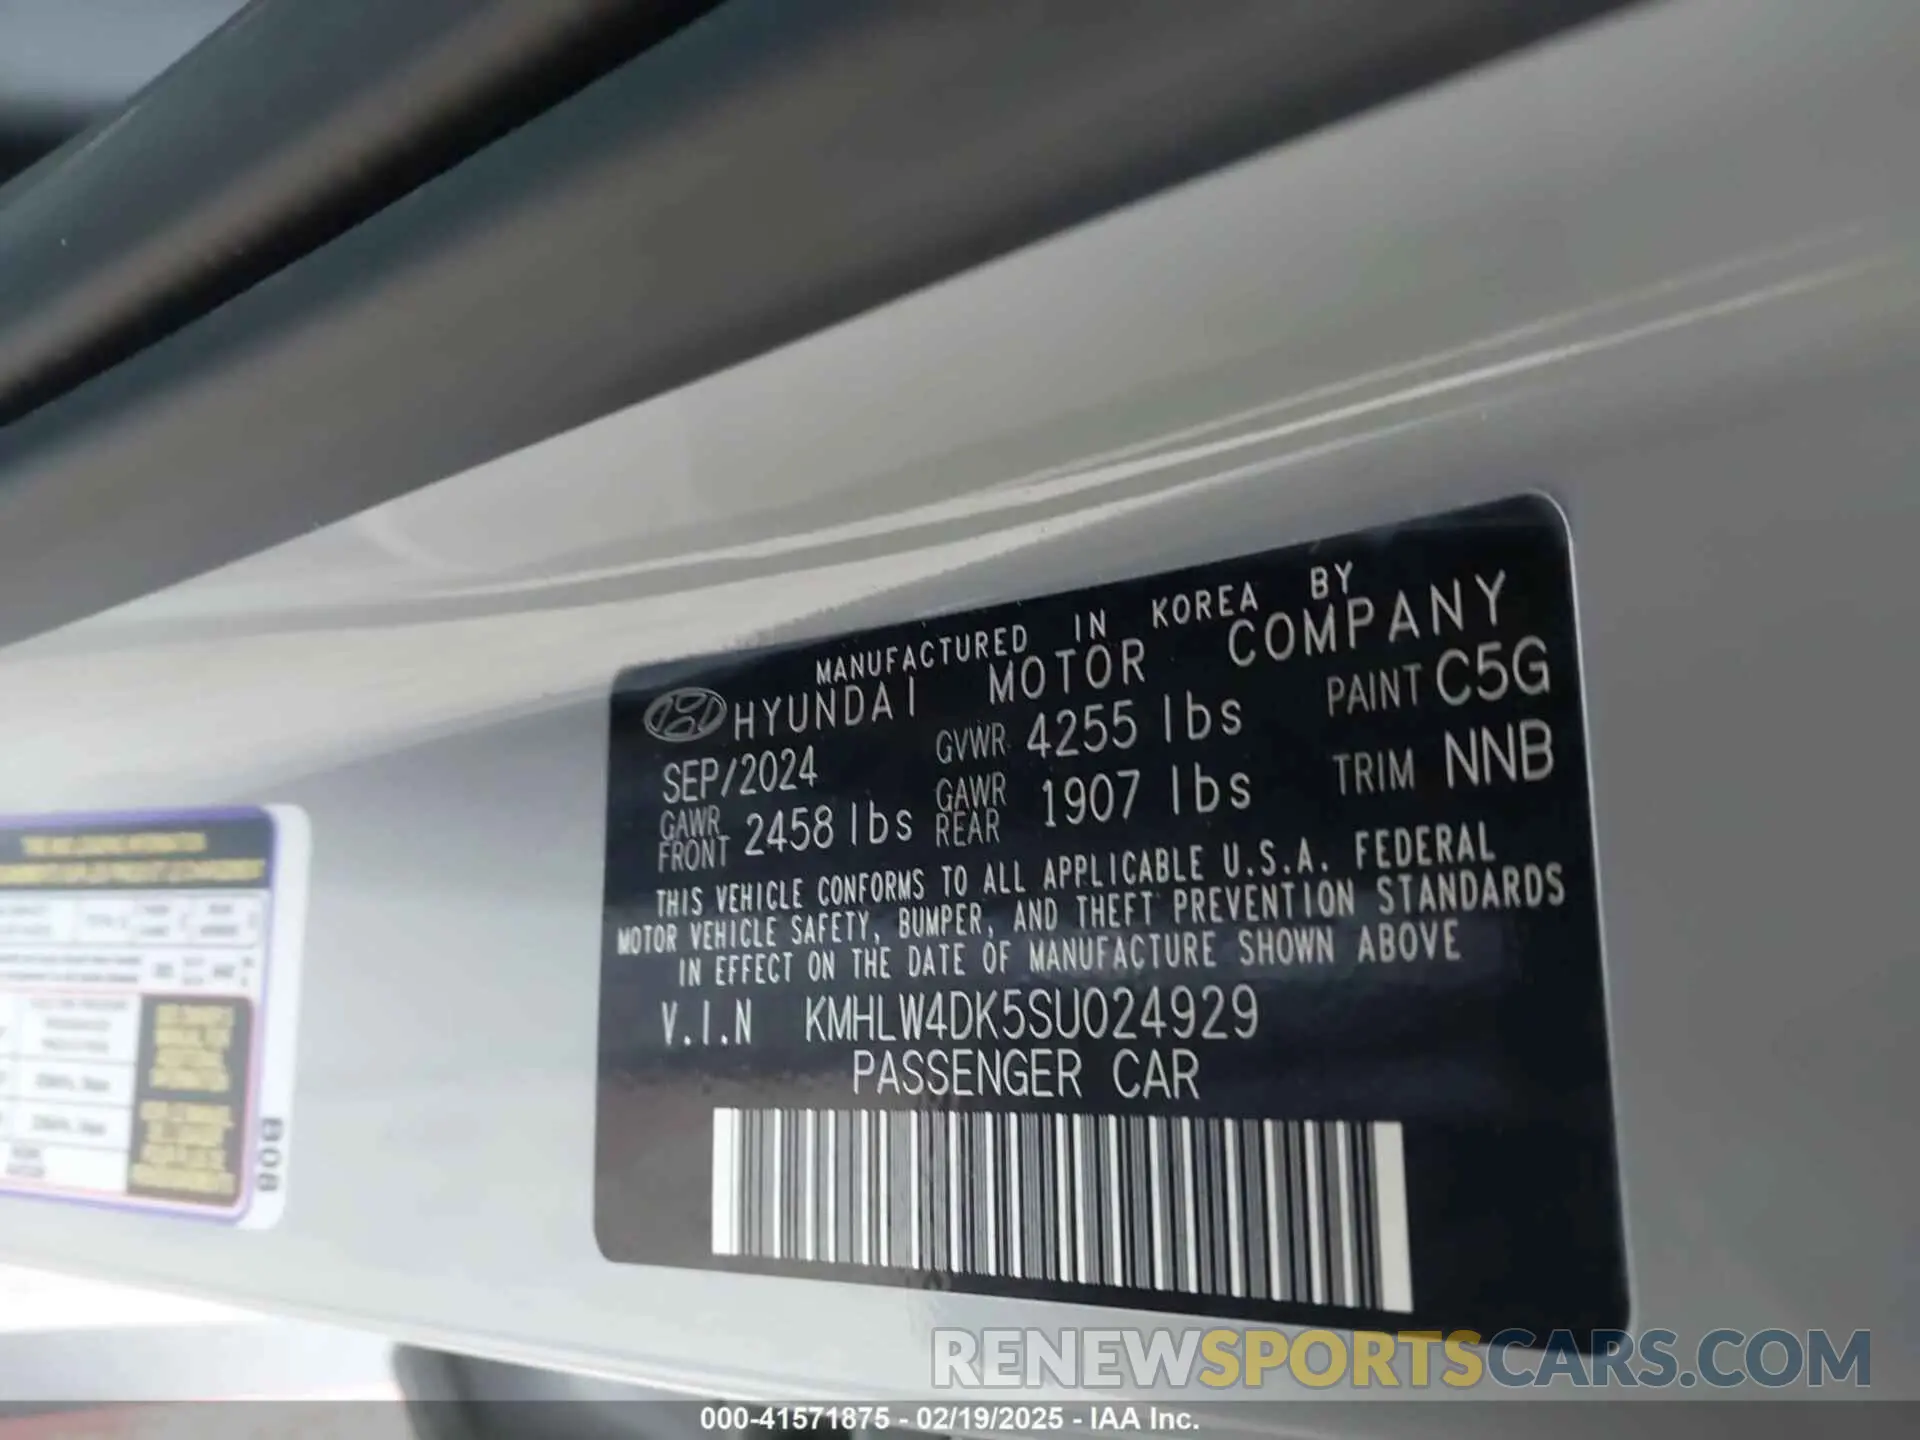 MANUFACTURED IN KOREA BY
HYUNDAI MOTOR COMPANY
SEP/2024 GVWR 4255 lbs PAINT C5G
GAWR FRONT 2458 lbs GAWR REAR 1907 lbs TRIM NNB
THIS VEHICLE CONFORMS TO ALL APPLICABLE U.S.A. FEDERAL
MOTOR VEHICLE SAFETY, BUMPER, AND THEFT PREVENTION STANDARDS
IN EFFECT ON THE DATE OF MANUFACTURE SHOWN ABOVE
V.I.N KMHLW4DK5SU024929
PASSENGER CAR
B08
RENEWSPORTSCARS.COM
000-41571875 - 02/19/2025 - IAA Inc.